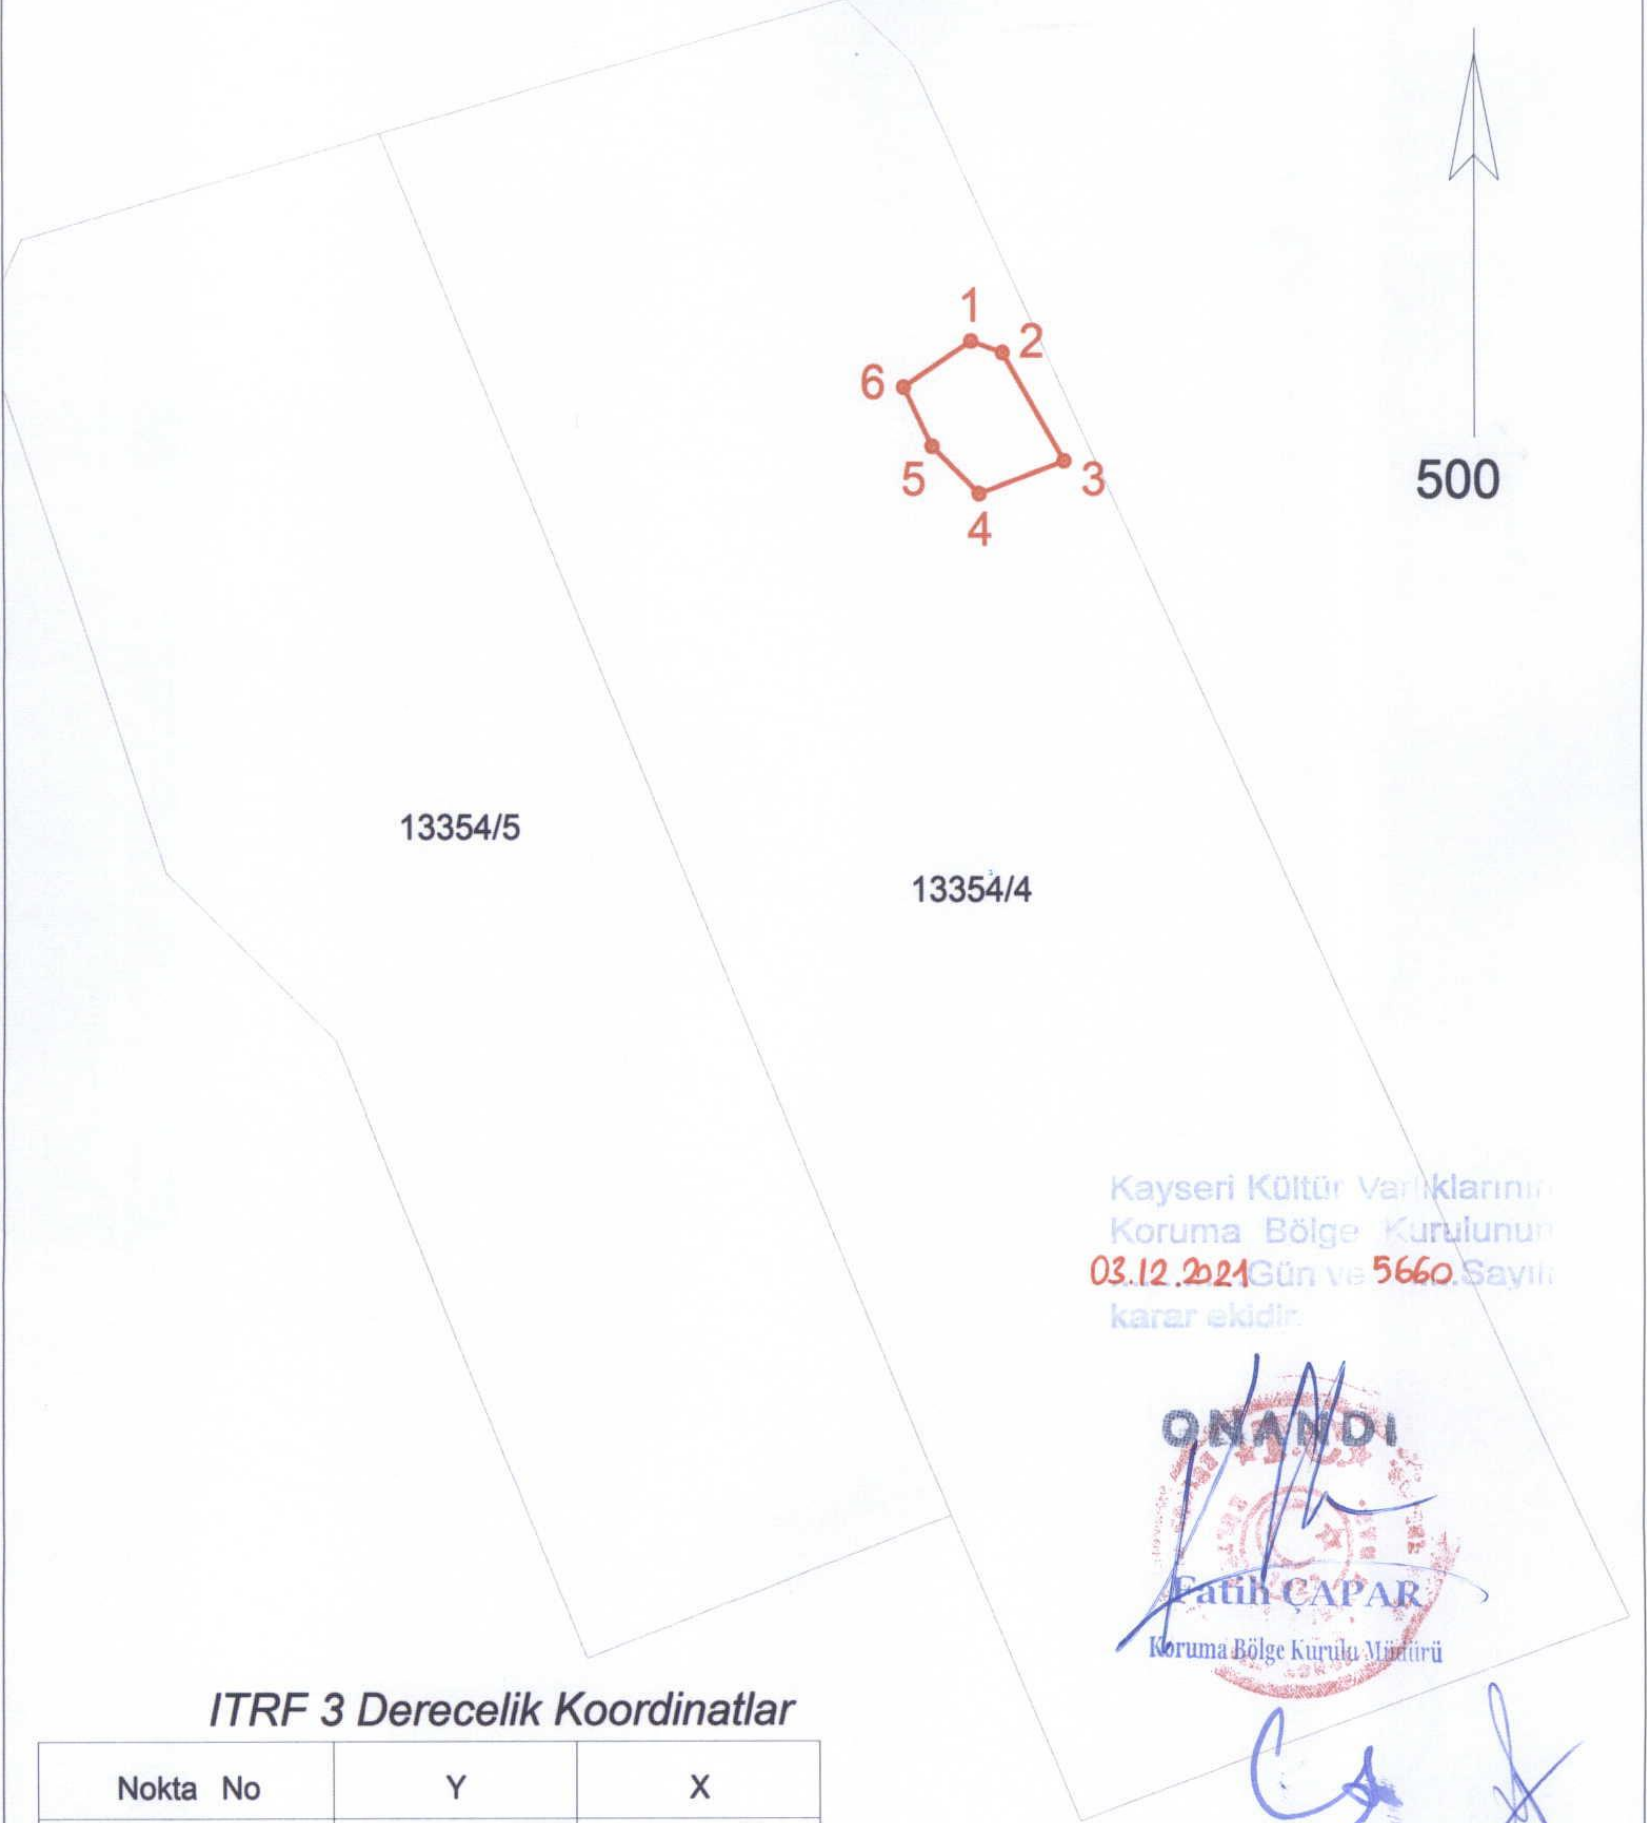 1
2
6
3
5
4
500
13354/5
13354/4
Kayseri Kültür Varlıklarının
Koruma Bölge Kurulunun
03.12.2021 Gün ve 5660 Sayılı
karar ekidir.
ONANDI
Fatih ÇAPAR
Koruma Bölge Kurulu Müdürü
ITRF 3 Derecelik Koordinatlar
Nokta No Y X